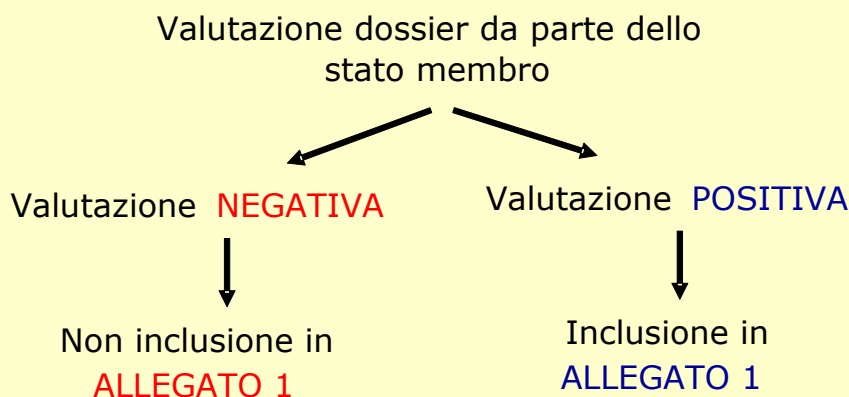 Valutazione dossier da parte dello
stato membro
Valutazione NEGATIVA
Valutazione POSITIVA
Non inclusione in
ALLEGATO 1
Inclusione in
ALLEGATO 1